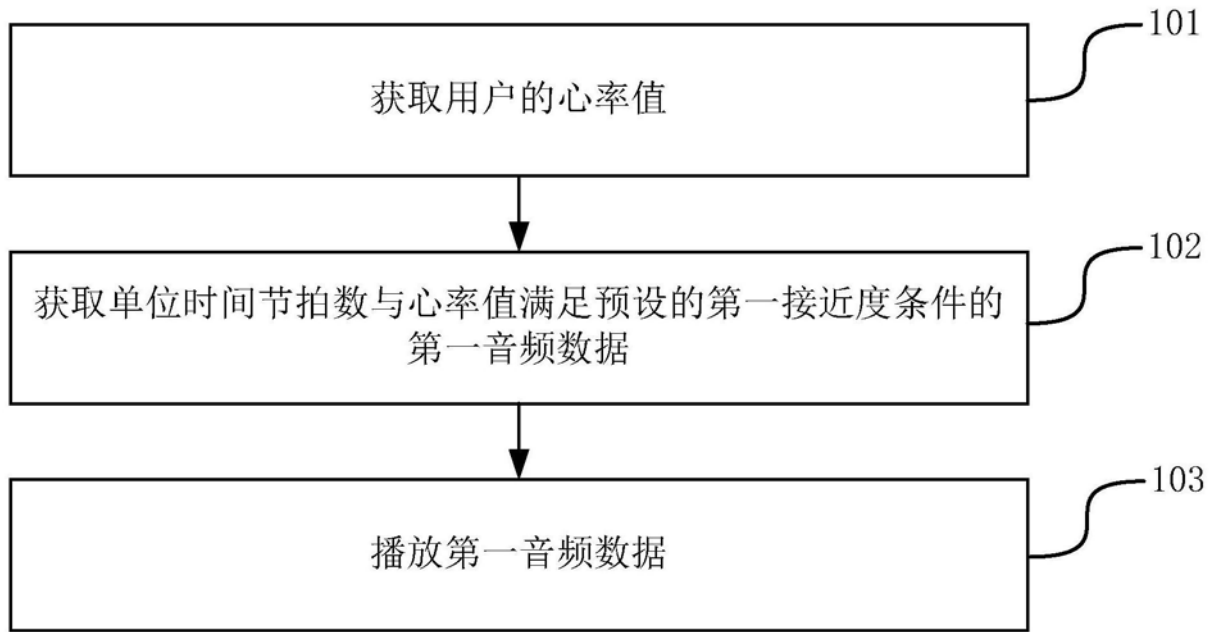 101
获取用户的心率值
102
获取单位时间节拍数与心率值满足预设的第一接近度条件的
第一音频数据
103
播放第一音频数据